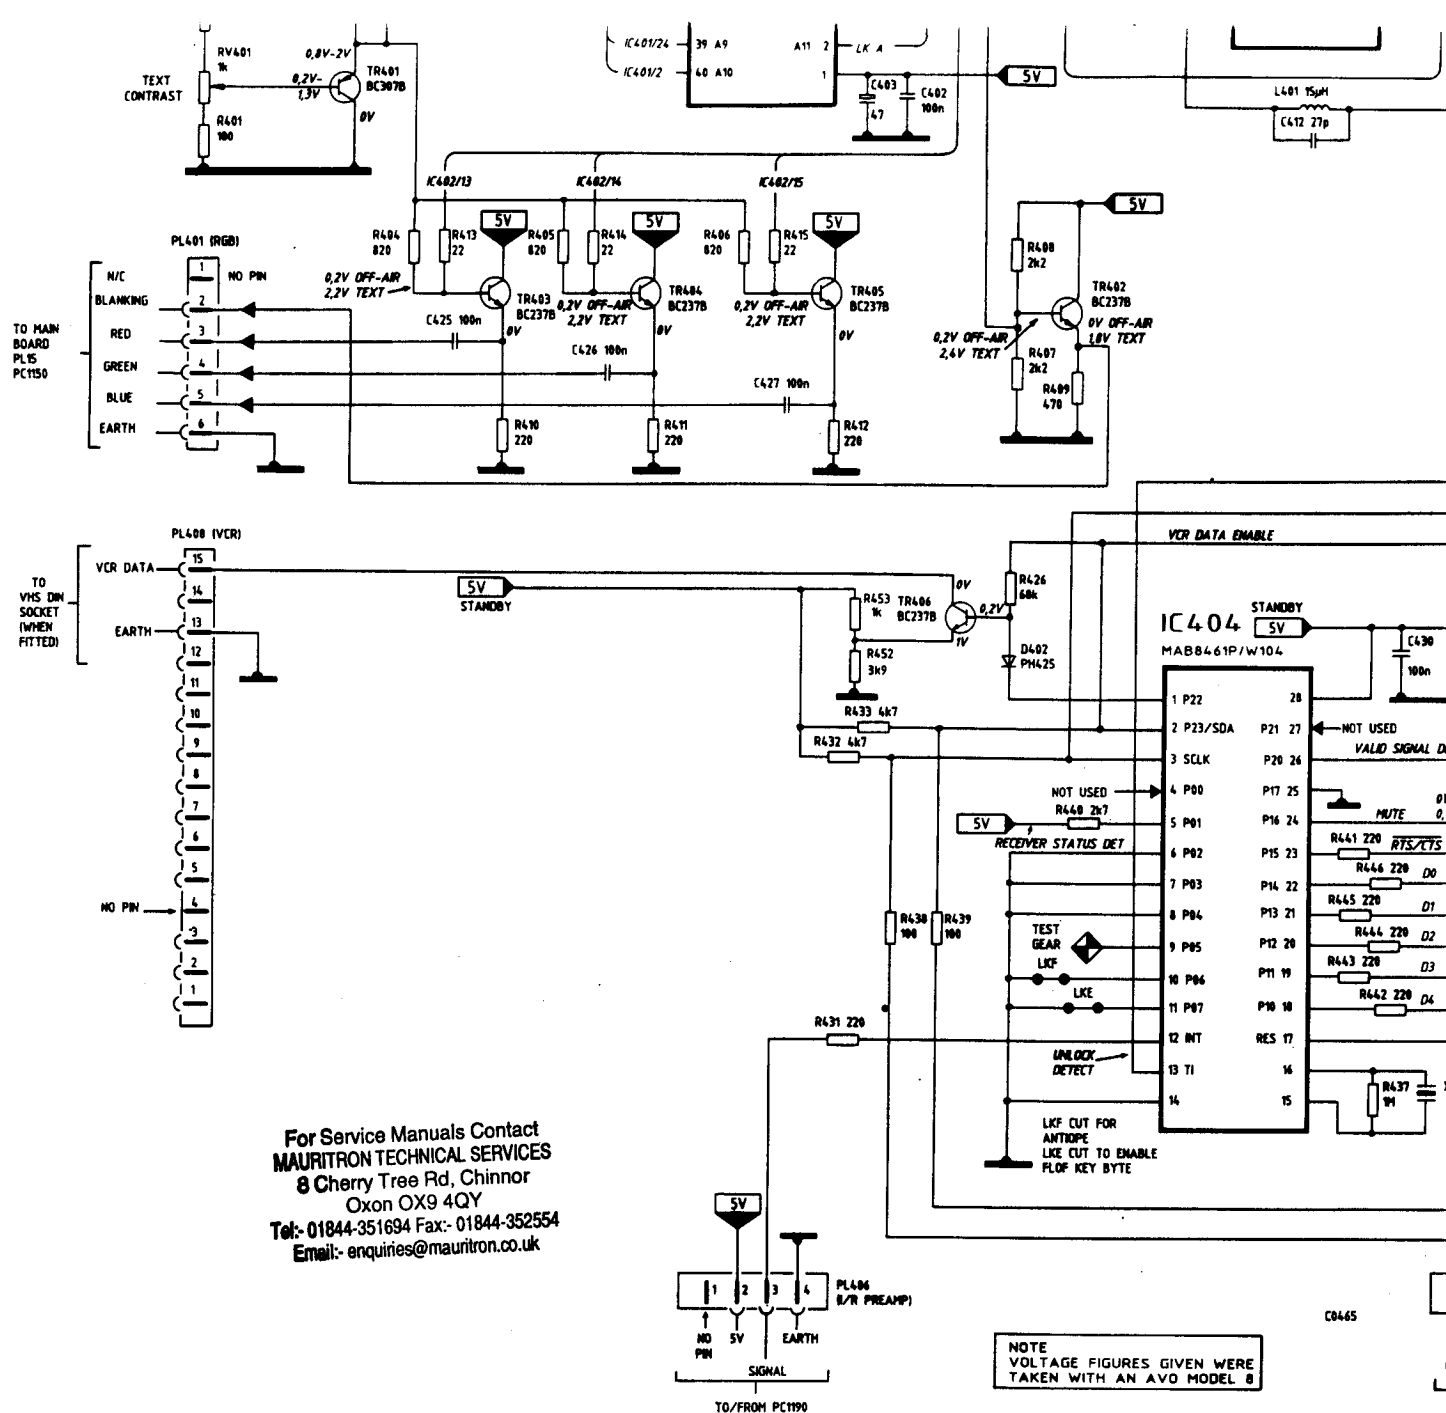 RV401
1k
TEXT
CONTRAST
R401
100
0,8V-2V
0,2V-
1,3V
TR401
BC307B
0V
IC401/24
39 A9
IC401/2
40 A10
A11 2
LK A
1
C403
47
C402
100n
5V
L401 15µH
C412 27p
IC402/13
IC402/14
IC402/15
5V
5V
5V
5V
R404
820
R413
22
R405
820
R414
22
R406
820
R415
22
0,2V OFF-AIR
2,2V TEXT
TR403
BC237B
0V
0,2V OFF-AIR
2,2V TEXT
TR404
BC237B
0V
0,2V OFF-AIR
2,2V TEXT
TR405
BC237B
0V
R408
2k2
TR402
BC237B
0V OFF-AIR
1,8V TEXT
0,2V OFF-AIR
2,4V TEXT
R407
2k2
R409
470
C425 100n
C426 100n
C427 100n
R410
220
R411
220
R412
220
PL401 (RGB)
N/C
1
NO PIN
BLANKING
2
RED
3
GREEN
4
BLUE
5
EARTH
6
TO MAIN
BOARD
PL15
PC1150
PL408 (VCR)
VCR DATA
15
14
EARTH
13
12
11
10
9
8
7
6
5
NO PIN
4
3
2
1
TO
VHS DIN
SOCKET
(WHEN
FITTED)
5V
STANDBY
R453
1k
TR406
BC237B
0V
0,2V
1V
R452
3k9
R426
68k
D402
PH425
VCR DATA ENABLE
IC404
MAB8461P/W104
STANDBY
5V
C430
100n
R433 4k7
R432 4k7
1 P22
2 P23/SDA
3 SCLK
4 P00
5 P01
6 P02
7 P03
8 P04
9 P05
10 P06
11 P07
12 INT
13 TI
14
28
P21 27
P20 26
P17 25
P16 24
P15 23
P14 22
P13 21
P12 20
P11 19
P10 18
RES 17
16
15
NOT USED
NOT USED
VALID SIGNAL
MUTE
R440 2k7
5V
RECEIVER STATUS DET
R441 220
RTS/CTS
R446 220
D0
R445 220
D1
R444 220
D2
R443 220
D3
R442 220
D4
R438
100
R439
100
TEST
GEAR
LKF
LKE
R431 220
UNLOCK
DETECT
R437
1M
LKF CUT FOR
ANTIOPE
LKE CUT TO ENABLE
FLOF KEY BYTE
For Service Manuals Contact
MAURITRON TECHNICAL SERVICES
8 Cherry Tree Rd, Chinnor
Oxon OX9 4QY
Tel:- 01844-351694 Fax:- 01844-352554
Email:- enquiries@mauritron.co.uk
5V
1
2
3
4
PL406
(I/R PREAMP)
NO
PIN
5V
EARTH
SIGNAL
TO/FROM PC1190
C0465
NOTE
VOLTAGE FIGURES GIVEN WERE
TAKEN WITH AN AVO MODEL 8